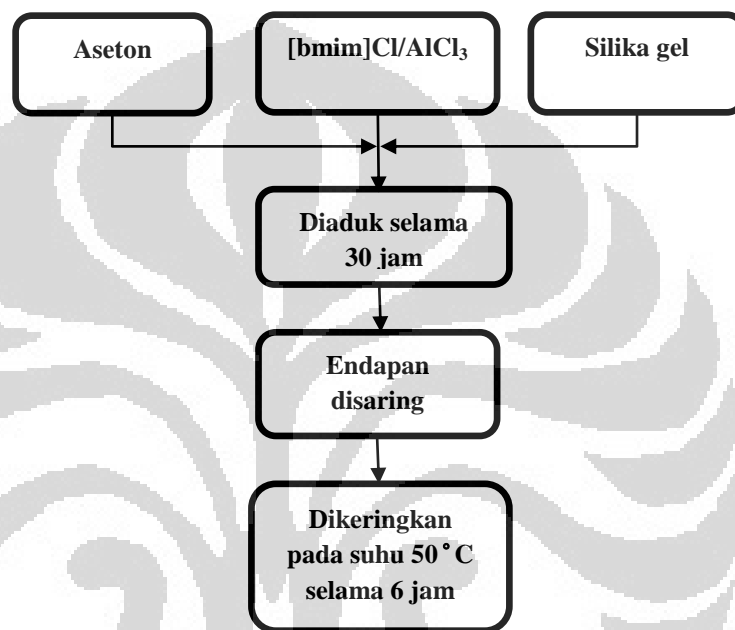 Aseton
[bmim]Cl/AlCl₃
Silika gel
Diaduk selama
30 jam
Endapan
disaring
Dikeringkan
pada suhu 50°C
selama 6 jam